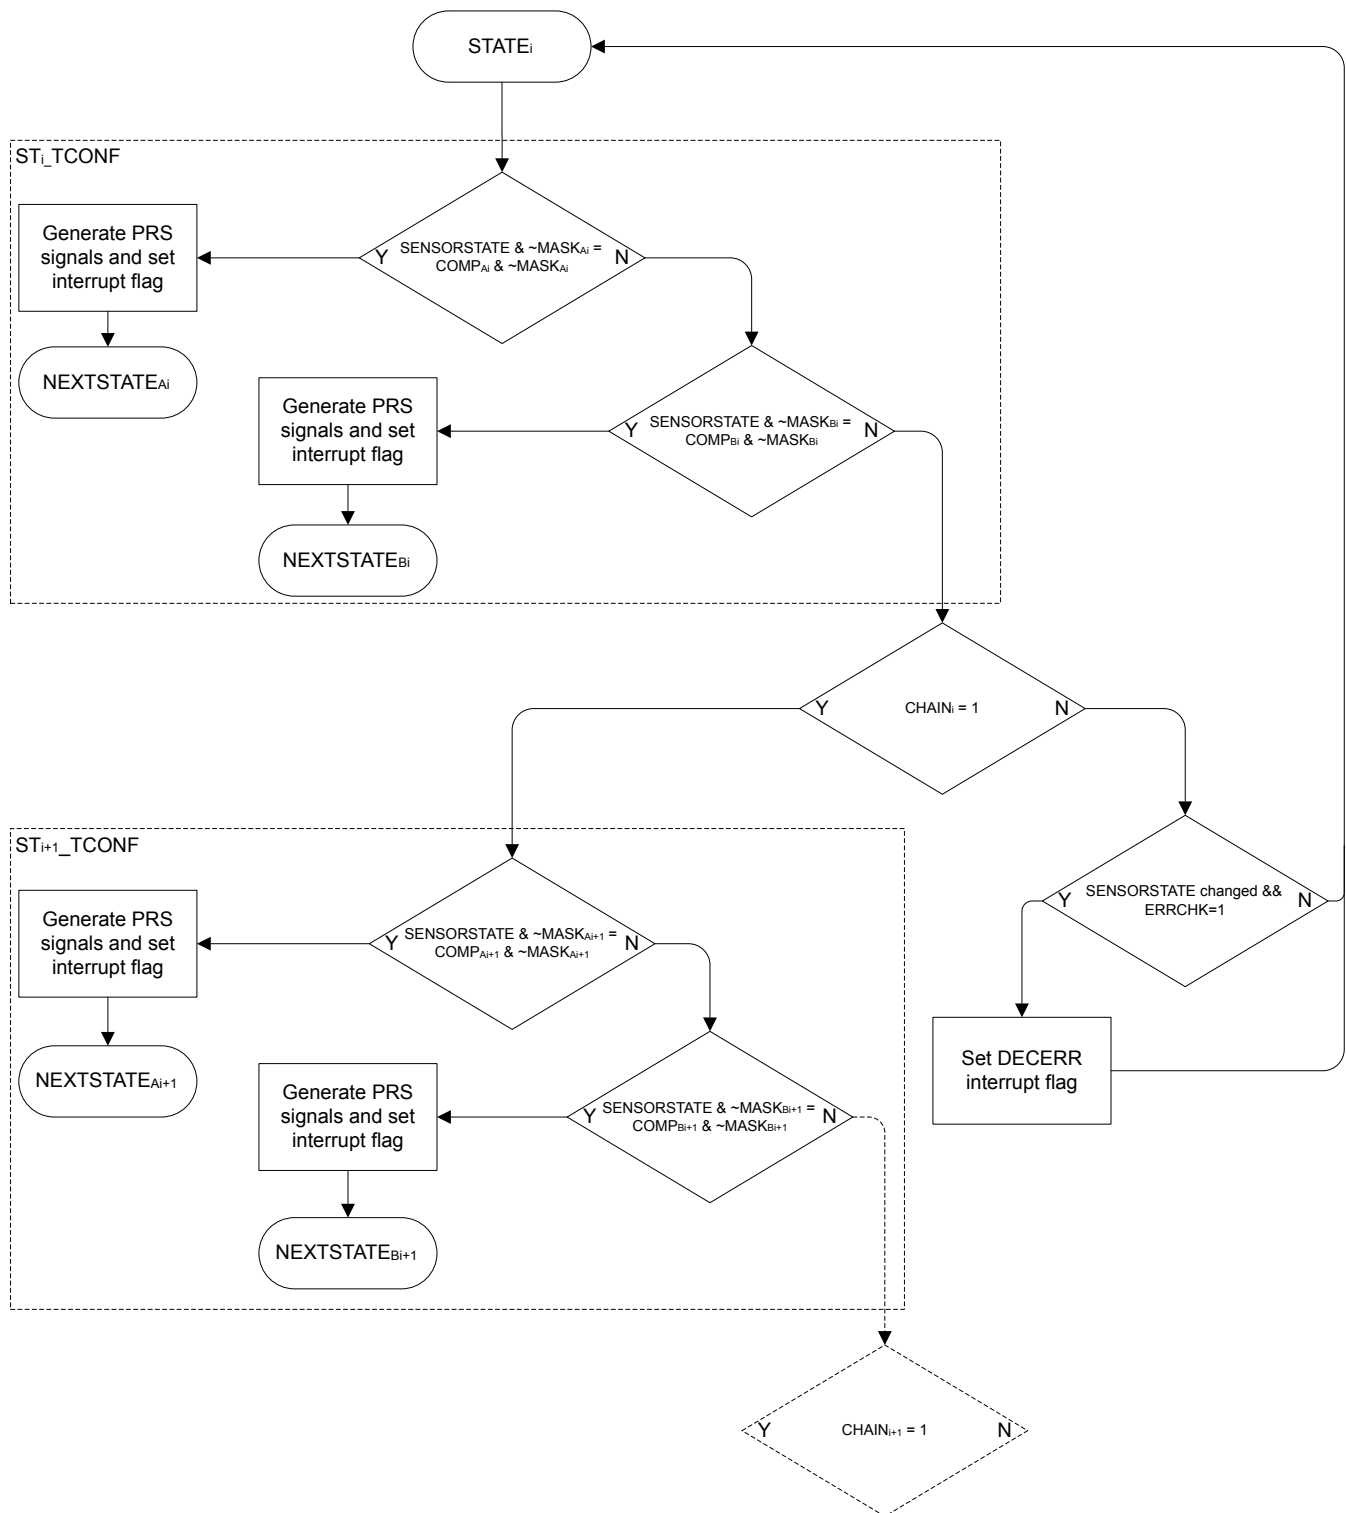 STATEi
STi_TCONF
Generate PRS
signals and set
interrupt flag
Y
SENSORSTATE & ~MASKAi =
COMPAi & ~MASKAi
N
NEXTSTATEAi
Generate PRS
signals and set
interrupt flag
Y
SENSORSTATE & ~MASKBi =
COMPBi & ~MASKBi
N
NEXTSTATEBi
Y
CHAINi = 1
N
STi+1_TCONF
Generate PRS
signals and set
interrupt flag
Y
SENSORSTATE & ~MASKAi+1 =
COMPAi+1 & ~MASKAi+1
N
Y
SENSORSTATE changed &&
ERRCHK=1
N
NEXTSTATEAi+1
Set DECERR
interrupt flag
Generate PRS
signals and set
interrupt flag
Y
SENSORSTATE & ~MASKBi+1 =
COMPBi+1 & ~MASKBi+1
N
NEXTSTATEBi+1
Y
CHAINi+1 = 1
N